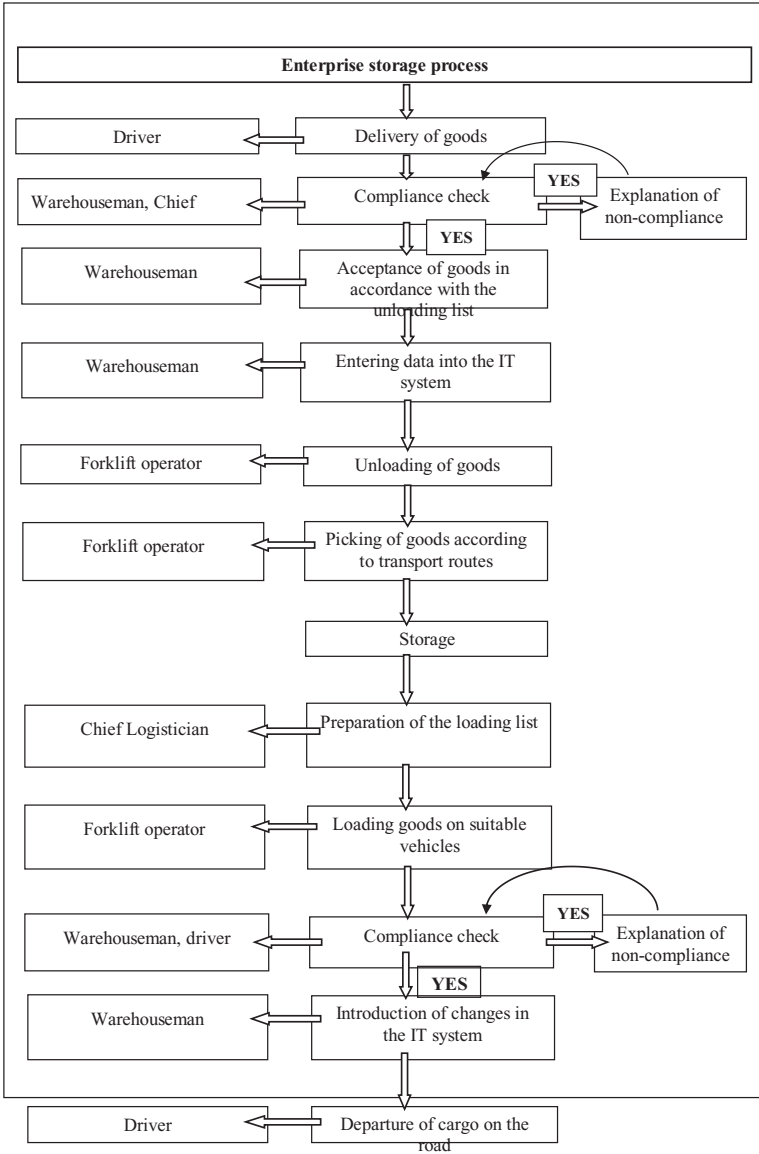 Enterprise storage process
Driver
Delivery of goods
YES
Warehouseman, Chief
Compliance check
Explanation of
non-compliance
YES
Warehouseman
Acceptance of goods in
accordance with the
unloading list
Warehouseman
Entering data into the IT
system
Forklift operator
Unloading of goods
Forklift operator
Picking of goods according
to transport routes
Storage
Chief Logistician
Preparation of the loading list
Forklift operator
Loading goods on suitable
vehicles
YES
Warehouseman, driver
Compliance check
Explanation of
non-compliance
YES
Warehouseman
Introduction of changes in
the IT system
Driver
Departure of cargo on the
road